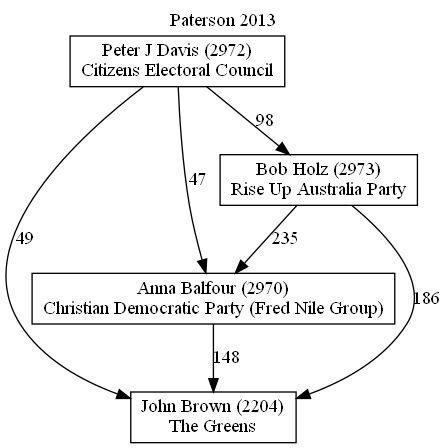 Paterson 2013
Peter J Davis (2972)
Citizens Electoral Council
98
Bob Holz (2973)
Rise Up Australia Party
47
49
235
Anna Balfour (2970)
Christian Democratic Party (Fred Nile Group)
186
148
John Brown (2204)
The Greens